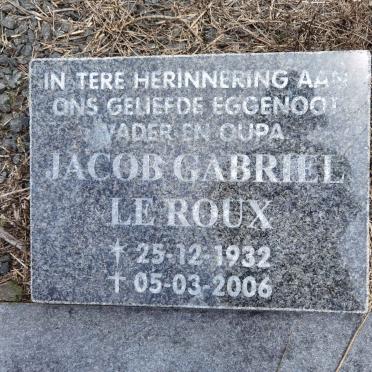 IN TERE HERINNERING AAN
ONS GELIEFDE EGGENOOT
VADER EN OUPA
JACOB GABRIEL
LE ROUX
* 25-12-1932
† 05-03-2006